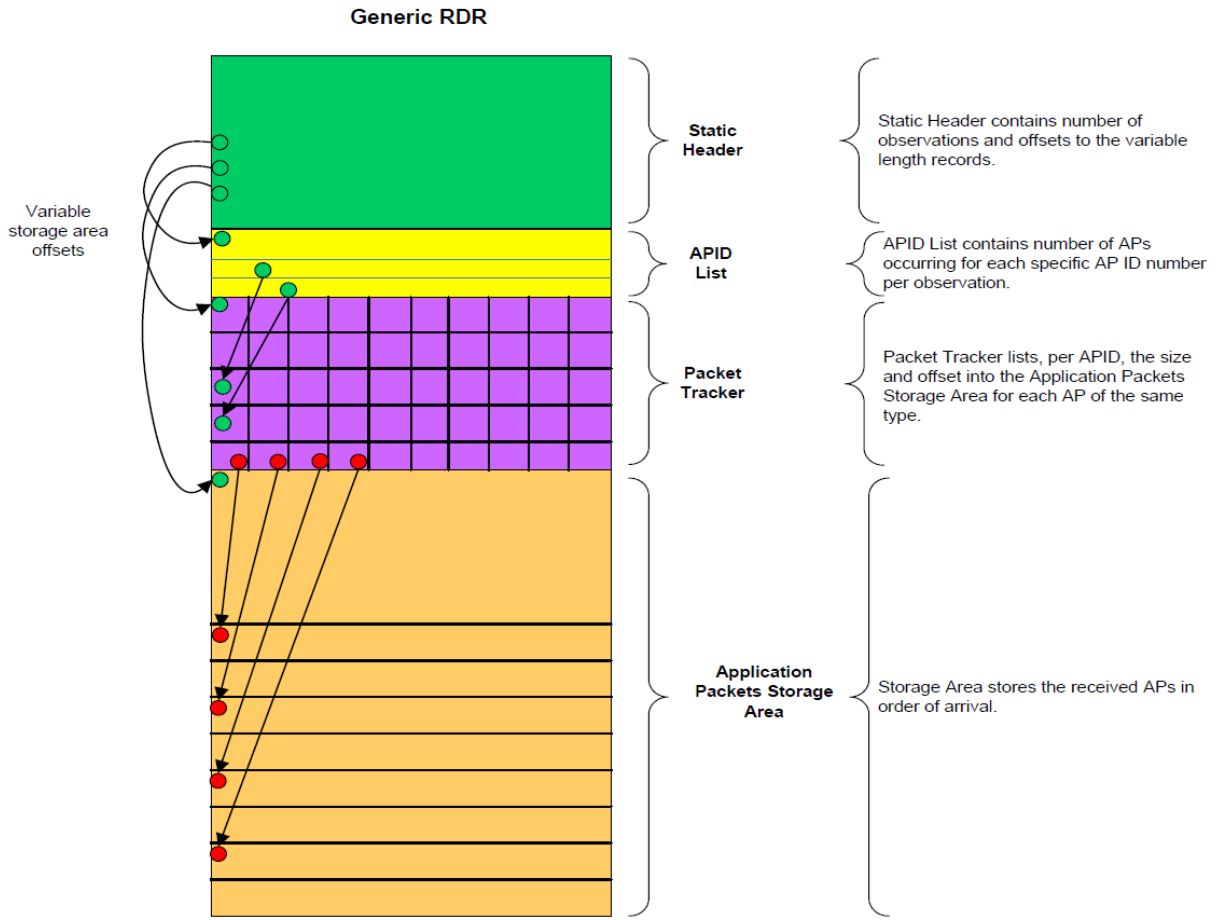 Generic RDR
Static
Header
Static Header contains number of
observations and offsets to the variable
length records.
Variable
storage area
offsets
APID
List
APID List contains number of APs
occurring for each specific AP ID number
per observation.
Packet
Tracker
Packet Tracker lists, per APID, the size
and offset into the Application Packets
Storage Area for each AP of the same
type.
Application
Packets Storage
Area
Storage Area stores the received APs in
order of arrival.